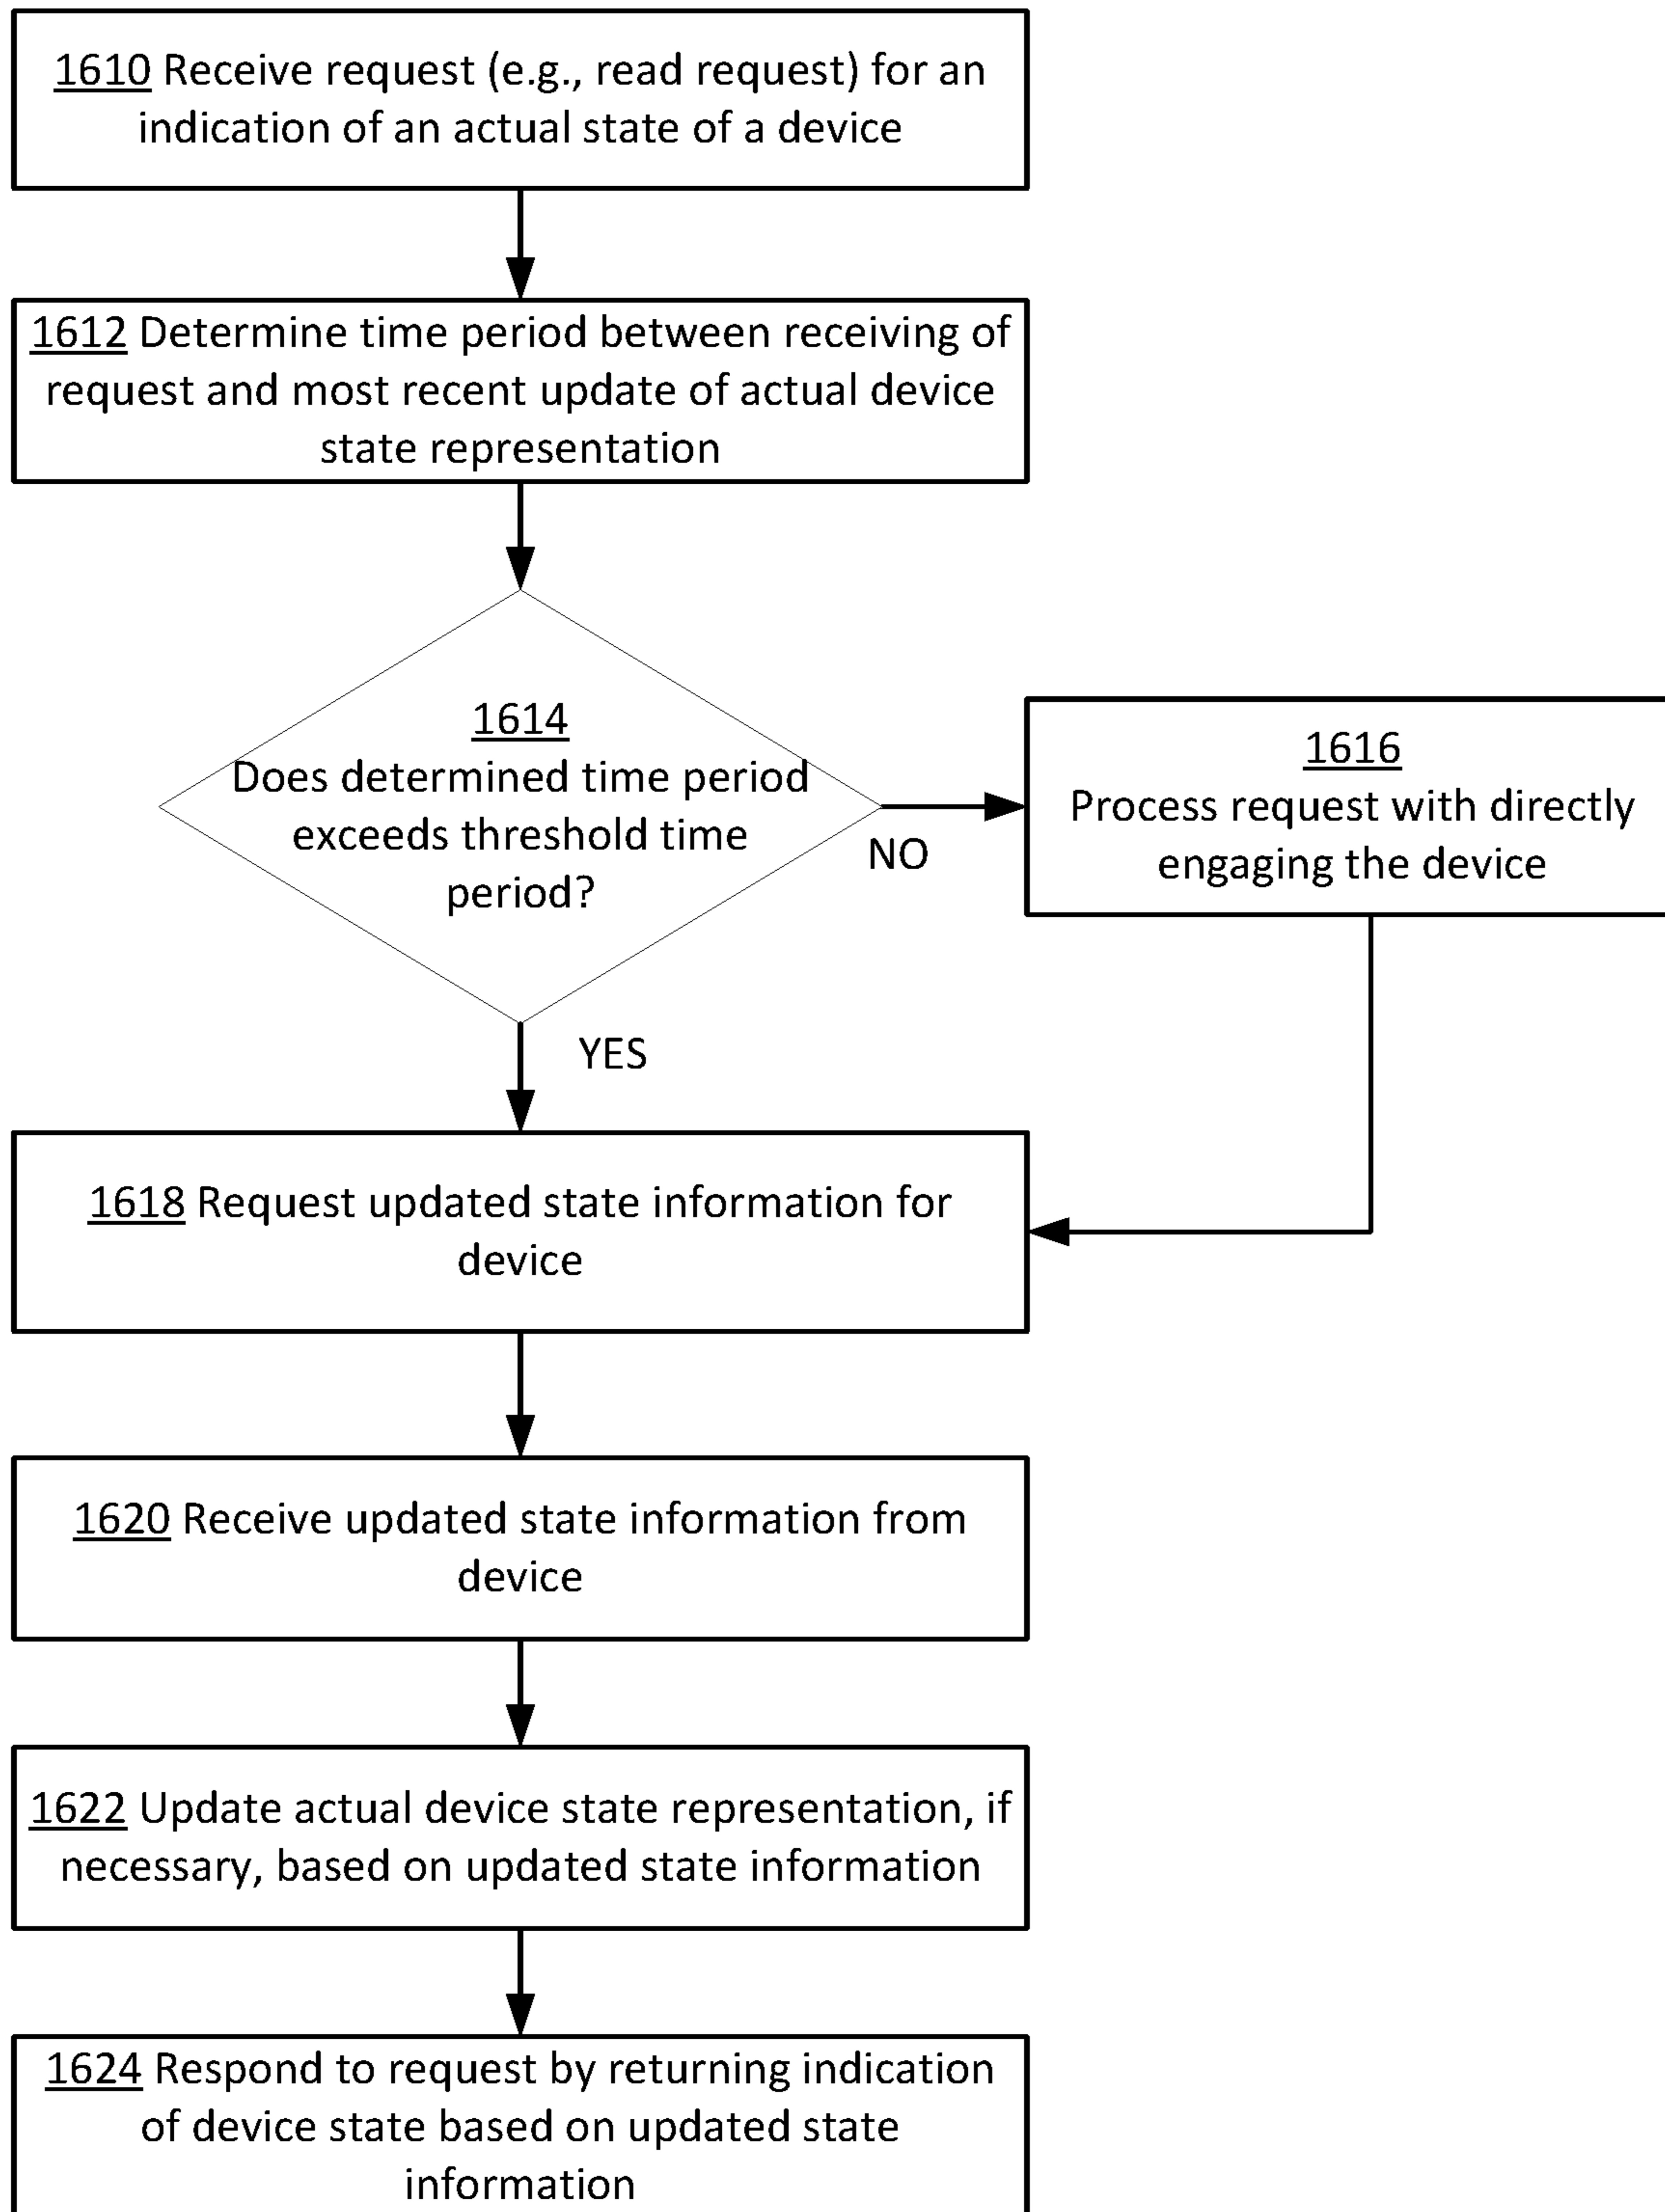 1610 Receive request (e.g., read request) for an
indication of an actual state of a device
1612 Determine time period between receiving of
request and most recent update of actual device
state representation
1614
Does determined time period
exceeds threshold time
period?
NO
1616
Process request with directly
engaging the device
YES
1618 Request updated state information for
device
1620 Receive updated state information from
device
1622 Update actual device state representation, if
necessary, based on updated state information
1624 Respond to request by returning indication
of device state based on updated state
information